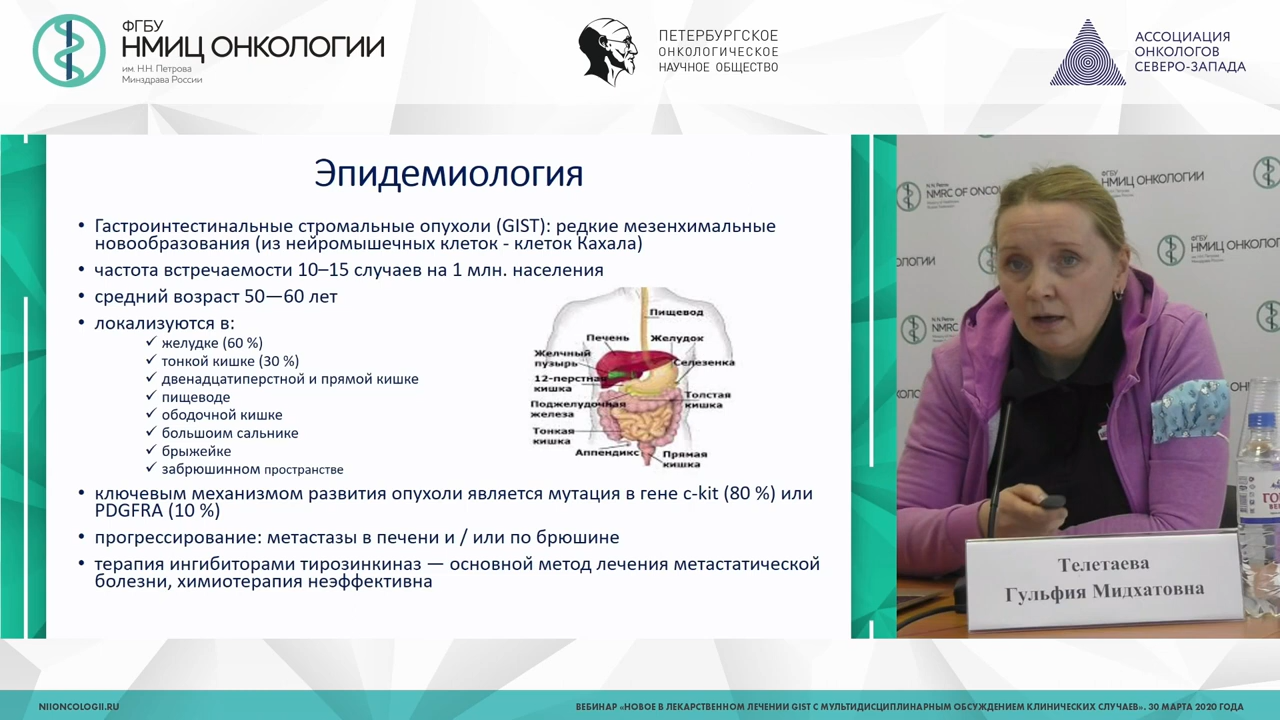 ФГБУ
НМИЦ ОНКОЛОГИИ
им. Н.Н. Петрова
Минздрава России
ПЕТЕРБУРГСКОЕ
ОНКОЛОГИЧЕСКОЕ
НАУЧНОЕ ОБЩЕСТВО
АССОЦИАЦИЯ
ОНКОЛОГОВ
СЕВЕРО-ЗАПАДА
Эпидемиология
• Гастроинтестинальные стромальные опухоли (GIST): редкие мезенхимальные
новообразования (из нейромышечных клеток - клеток Кахала)
• частота встречаемости 10–15 случаев на 1 млн. населения
• средний возраст 50—60 лет
• локализуются в:
✓ желудке (60 %)
✓ тонкой кишке (30 %)
✓ двенадцатиперстной и прямой кишке
✓ пищеводе
✓ ободочной кишке
✓ большоим сальнике
✓ брыжейке
✓ забрюшинном пространстве
Пищевод
Печень
Желудок
Желчный
пузырь
Селезенка
12-перстная
кишка
Поджелудочная
железа
Толстая
кишка
Тонкая
кишка
Аппендикс
Прямая
кишка
• ключевым механизмом развития опухоли является мутация в гене c-kit (80 %) или
PDGFRA (10 %)
• прогрессирование: метастазы в печени и / или по брюшине
• терапия ингибиторами тирозинкиназ — основной метод лечения метастатической
болезни, химиотерапия неэффективна
NMRC OF ONCOL
ФГБУ
НМИЦ ОНКОЛОГИИ
ФГБУ
НМИЦ ОНКОЛОГ
ОЛОГИИ
NMRC
Телетаева
Гульфия Мидхатовна
NIIONCOLOGII.RU
ВЕБИНАР «НОВОЕ В ЛЕКАРСТВЕННОМ ЛЕЧЕНИИ GIST С МУЛЬТИДИСЦИПЛИНАРНЫМ ОБСУЖДЕНИЕМ КЛИНИЧЕСКИХ СЛУЧАЕВ». 30 МАРТА 2020 ГОДА